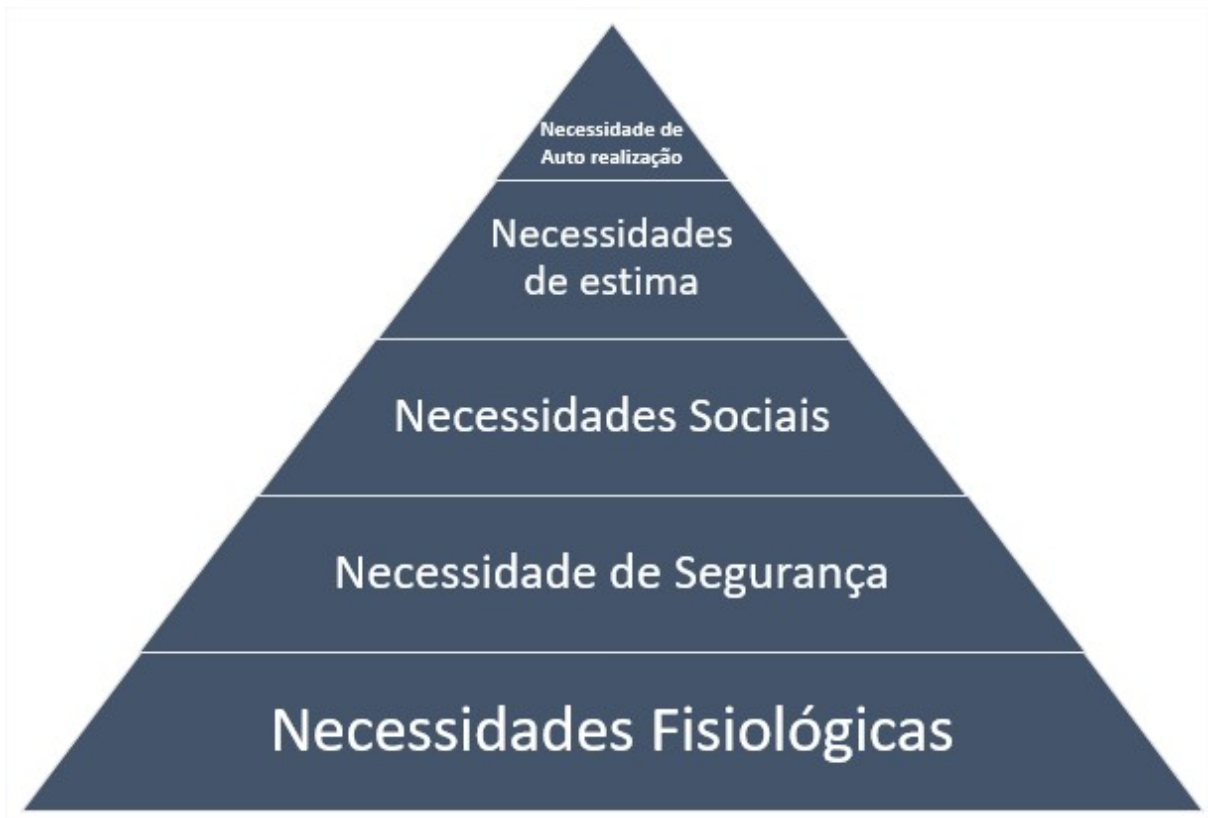 Necessidade de
Auto realização
Necessidades
de estima
Necessidades Sociais
Necessidade de Segurança
Necessidades Fisiológicas